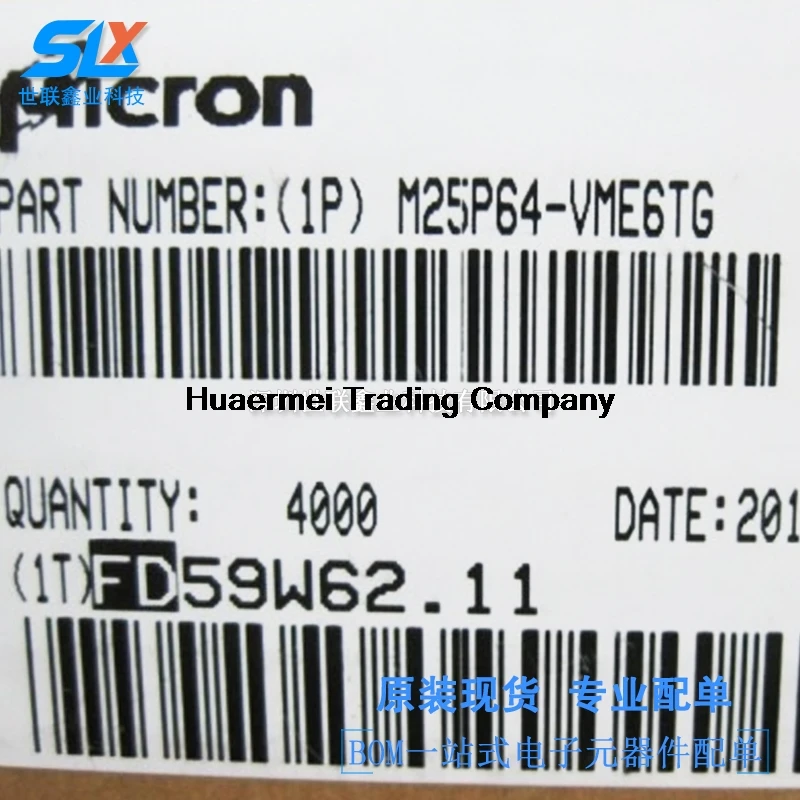 SLX
世联鑫业科技
Micron
PART NUMBER:(1P) M25P64-VME6TG
Huaermei Trading Company
QUANTITY: 4000 DATE:201
(1T)FD59W62.11
原装现货 专业配单
BOM一站式电子元器件配单